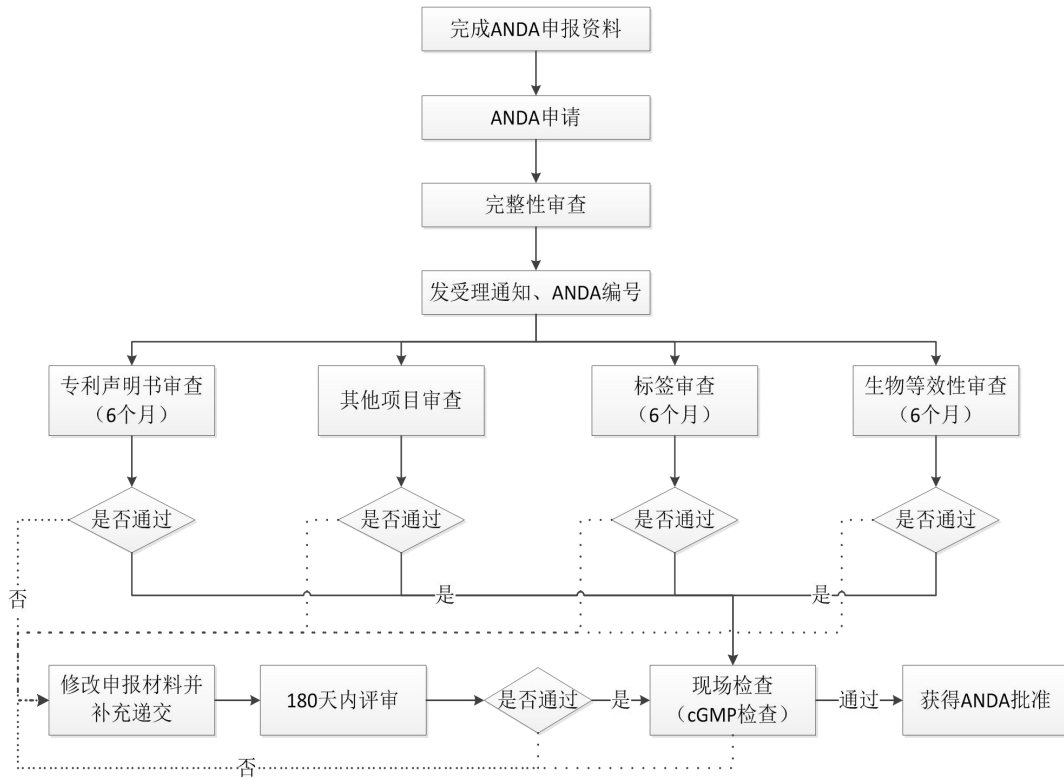 完成ANDA申报资料
ANDA申请
完整性审查
发受理通知、ANDA编号
专利声明书审查
（6个月）
其他项目审查
标签审查
（6个月）
生物等效性审查
（6个月）
是否通过
是否通过
是否通过
是否通过
否
是
是
修改申报材料并
补充递交
180天内评审
是否通过
是
现场检查
（cGMP检查）
通过
获得ANDA批准
否